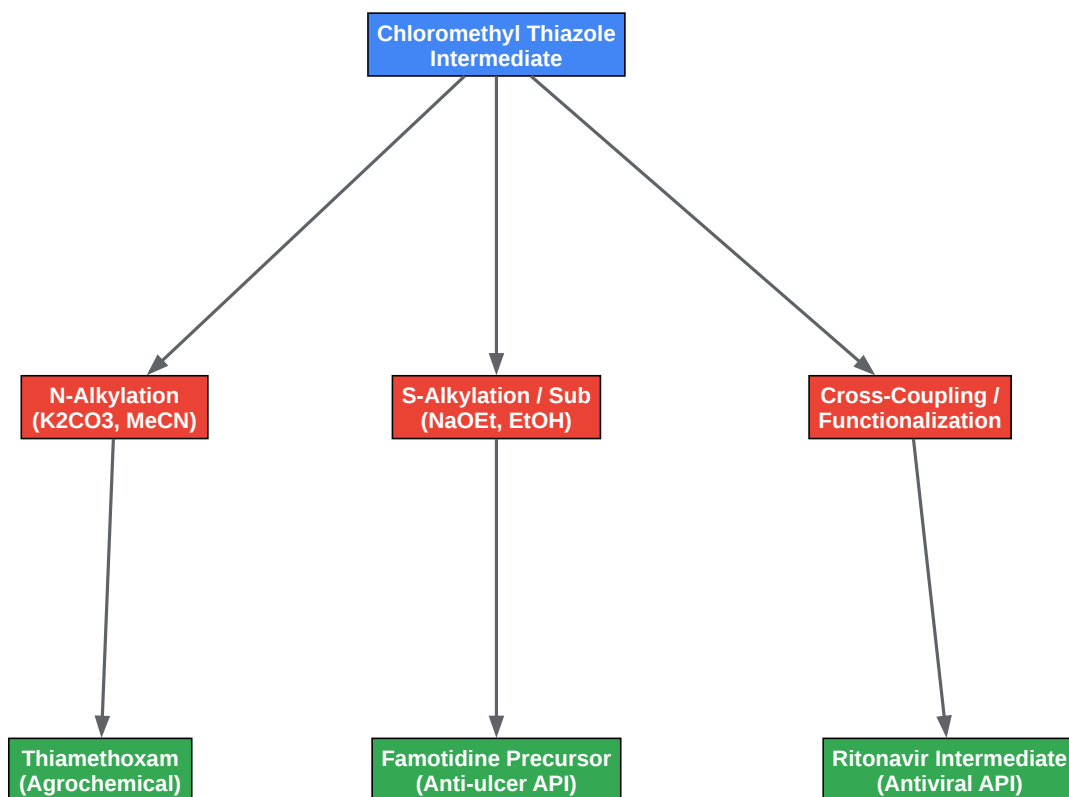 Chloromethyl Thiazole
Intermediate
N-Alkylation
(K2CO3, MeCN)
S-Alkylation / Sub
(NaOEt, EtOH)
Cross-Coupling /
Functionalization
Thiamethoxam
(Agrochemical)
Famotidine Precursor
(Anti-ulcer API)
Ritonavir Intermediate
(Antiviral API)